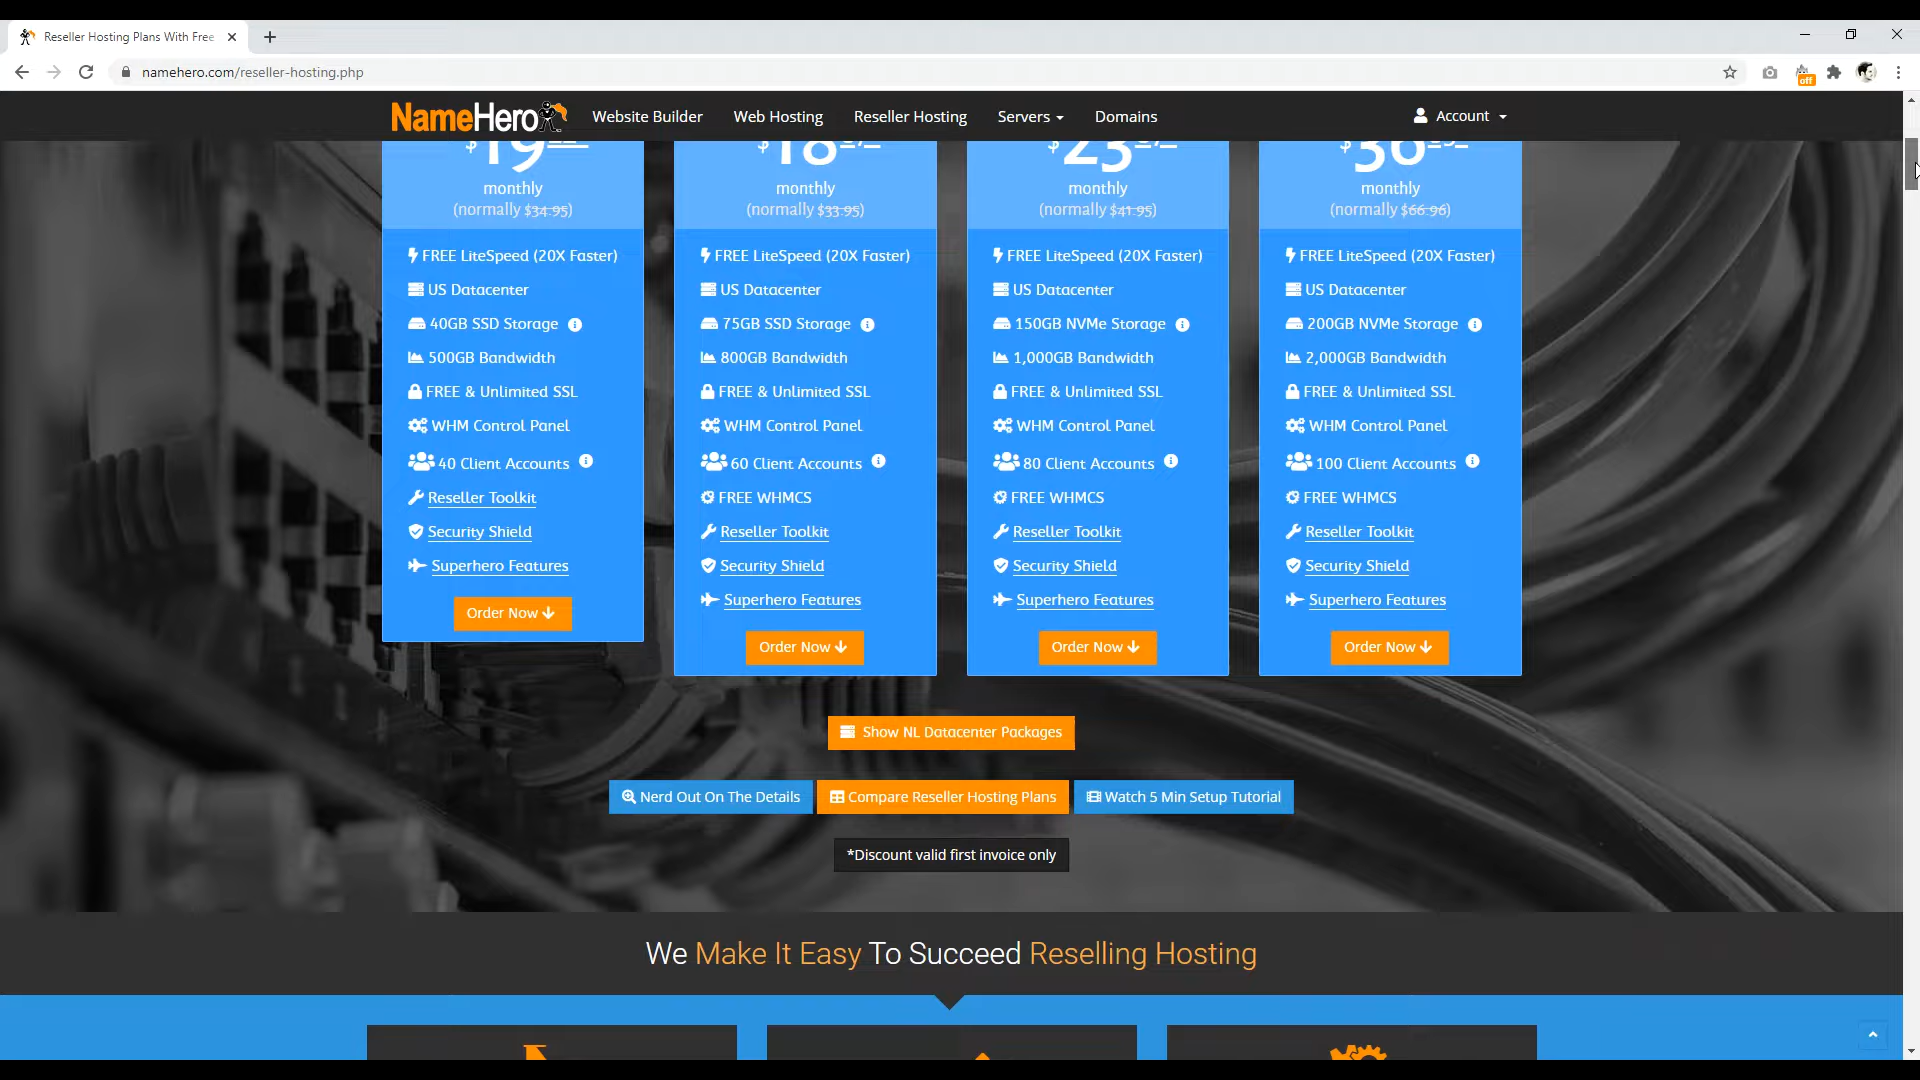 Reseller Hosting Plans With Free
namehero.com/reseller-hosting.php
off
NameHero
Website Builder
Web Hosting
Reseller Hosting
Servers
Domains
Account
$19
monthly
(normally $34.95)
FREE LiteSpeed (20X Faster)
US Datacenter
40GB SSD Storage
500GB Bandwidth
FREE & Unlimited SSL
WHM Control Panel
40 Client Accounts
Reseller Toolkit
Security Shield
Superhero Features
Order Now
$18
monthly
(normally $33.95)
FREE LiteSpeed (20X Faster)
US Datacenter
75GB SSD Storage
800GB Bandwidth
FREE & Unlimited SSL
WHM Control Panel
60 Client Accounts
FREE WHMCS
Reseller Toolkit
Security Shield
Superhero Features
Order Now
$23
monthly
(normally $41.95)
FREE LiteSpeed (20X Faster)
US Datacenter
150GB NVMe Storage
1,000GB Bandwidth
FREE & Unlimited SSL
WHM Control Panel
80 Client Accounts
FREE WHMCS
Reseller Toolkit
Security Shield
Superhero Features
Order Now
$36
monthly
(normally $66.96)
FREE LiteSpeed (20X Faster)
US Datacenter
200GB NVMe Storage
2,000GB Bandwidth
FREE & Unlimited SSL
WHM Control Panel
100 Client Accounts
FREE WHMCS
Reseller Toolkit
Security Shield
Superhero Features
Order Now
Show NL Datacenter Packages
Nerd Out On The Details
Compare Reseller Hosting Plans
Watch 5 Min Setup Tutorial
*Discount valid first invoice only
We Make It Easy To Succeed Reselling Hosting